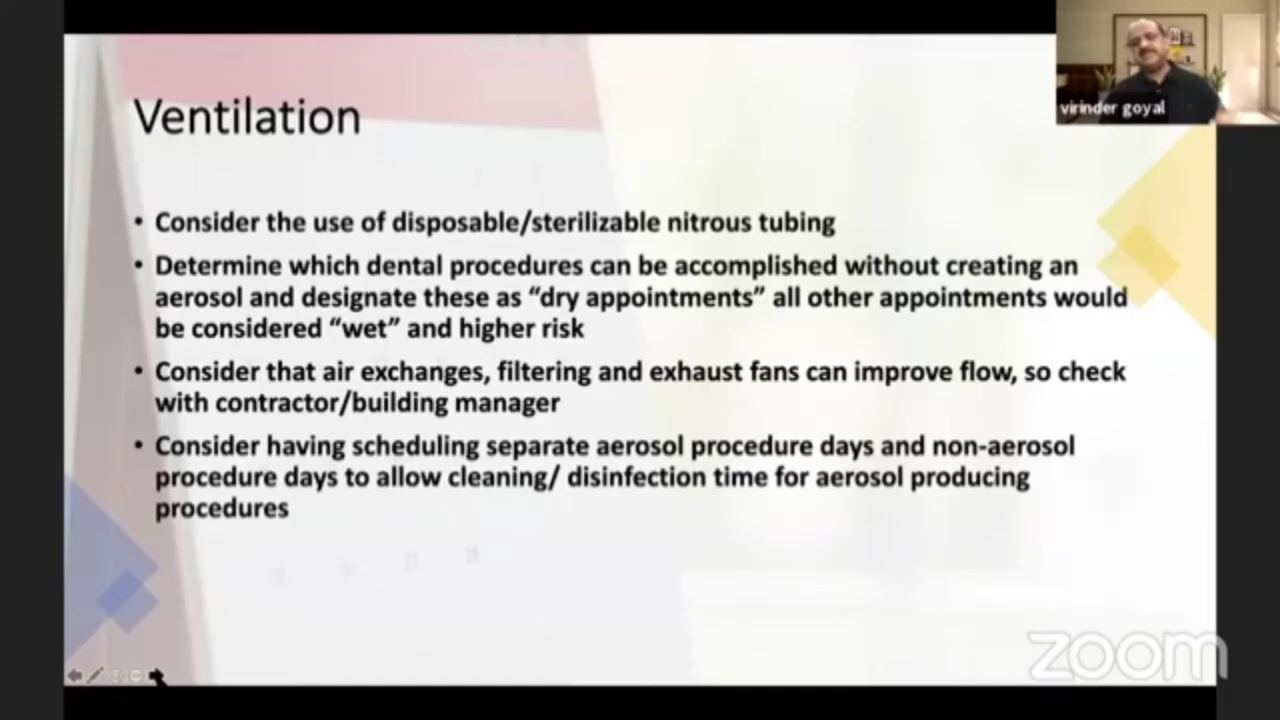 Ventilation
virinder goyal
• Consider the use of disposable/sterilizable nitrous tubing
• Determine which dental procedures can be accomplished without creating an
aerosol and designate these as “dry appointments” all other appointments would
be considered “wet” and higher risk
• Consider that air exchanges, filtering and exhaust fans can improve flow, so check
with contractor/building manager
• Consider having scheduling separate aerosol procedure days and non-aerosol
procedure days to allow cleaning/ disinfection time for aerosol producing
procedures
zoom